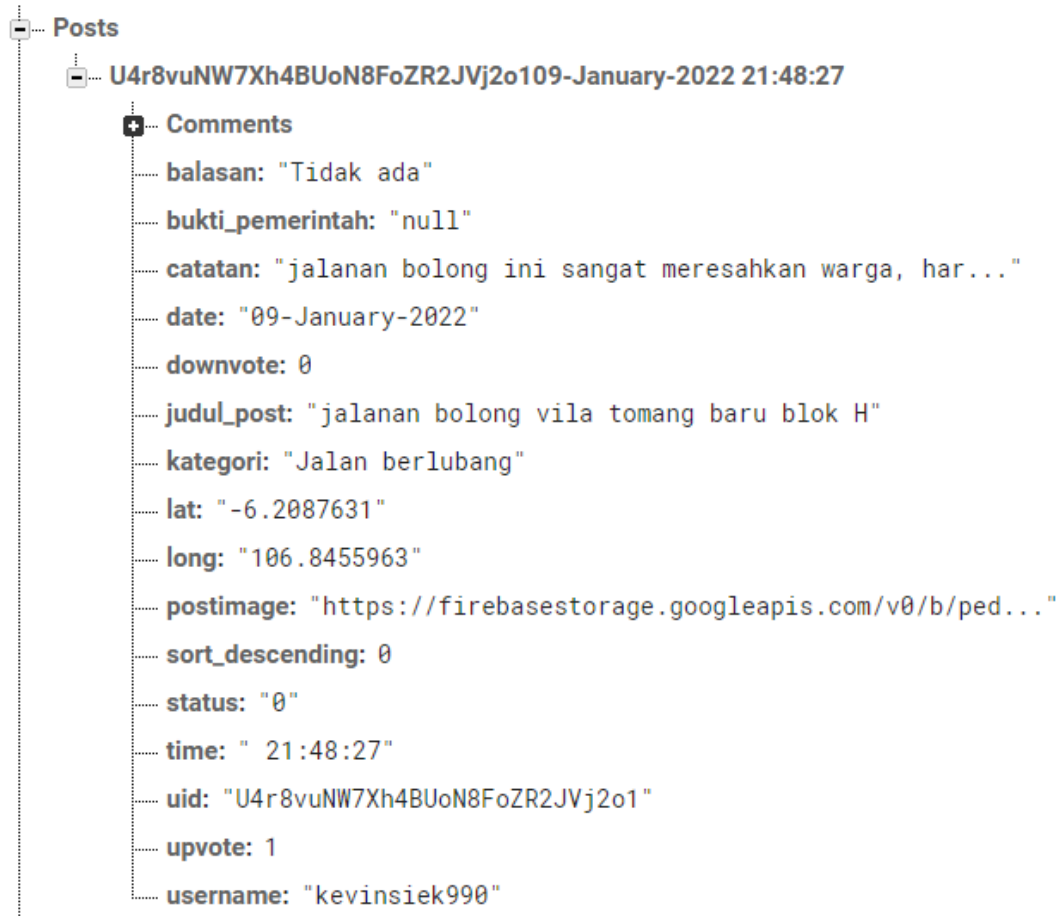 Posts
U4r8vuNW7Xh4BUoN8FoZR2JVj2o109-January-2022 21:48:27
Comments
balasan: "Tidak ada"
bukti_pemerintah: "null"
catatan: "jalanan bolong ini sangat meresahkan warga, har..."
date: "09-January-2022"
downvote: 0
judul_post: "jalanan bolong vila tomang baru blok H"
kategori: "Jalan berlubang"
lat: "-6.2087631"
long: "106.8455963"
postimage: "https://firebasestorage.googleapis.com/v0/b/ped..."
sort_descending: 0
status: "0"
time: " 21:48:27"
uid: "U4r8vuNW7Xh4BUoN8FoZR2JVj2o1"
upvote: 1
username: "kevinsiek990"